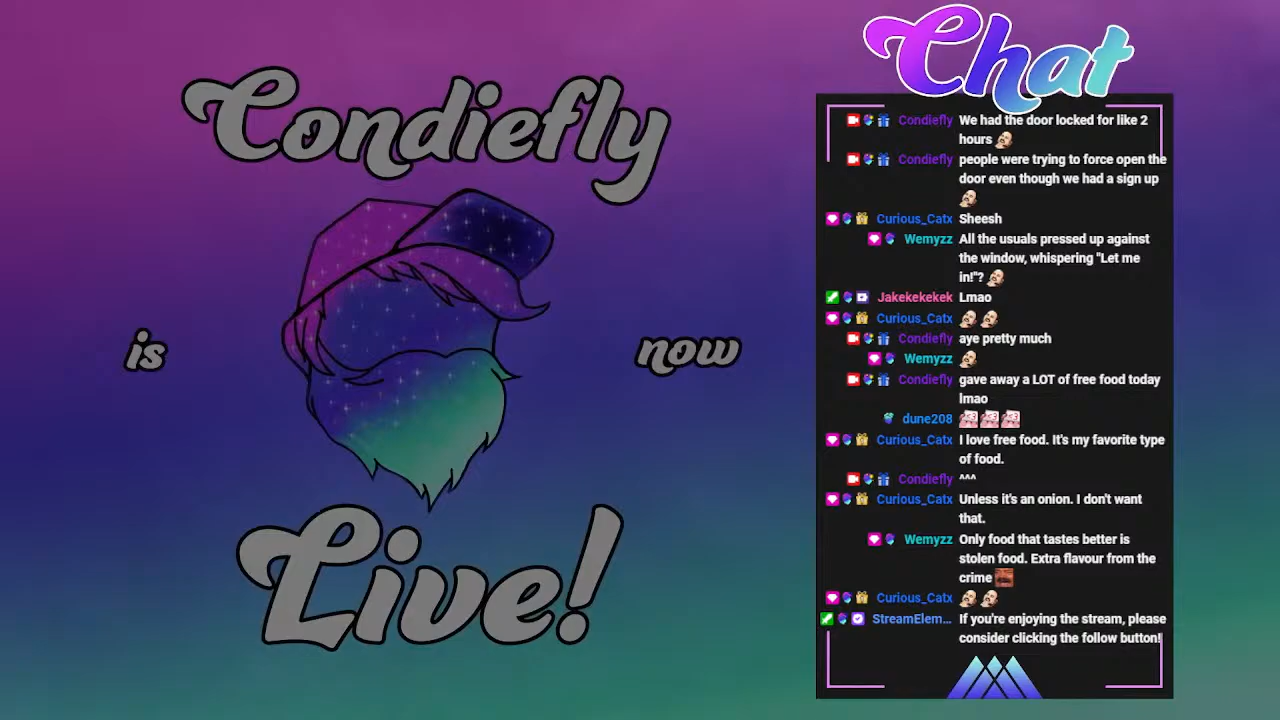 Condiefly
is
now
Live!
Chat
Condiefly We had the door locked for like 2
hours
Condiefly people were trying to force open the
door even though we had a sign up
Curious_Catx Sheesh
Wemyzz All the usuals pressed up against
the window, whispering "Let me
in!"?
Jakekekekek Lmao
Curious_Catx
Condiefly aye pretty much
Wemyzz
Condiefly gave away a LOT of free food today
lmao
dune208
Curious_Catx I love free food. It's my favorite type
of food.
Condiefly ^^^
Curious_Catx Unless it's an onion. I don't want
that.
Wemyzz Only food that tastes better is
stolen food. Extra flavour from the
crime
Curious_Catx
StreamElem... If you're enjoying the stream, please
consider clicking the follow button!